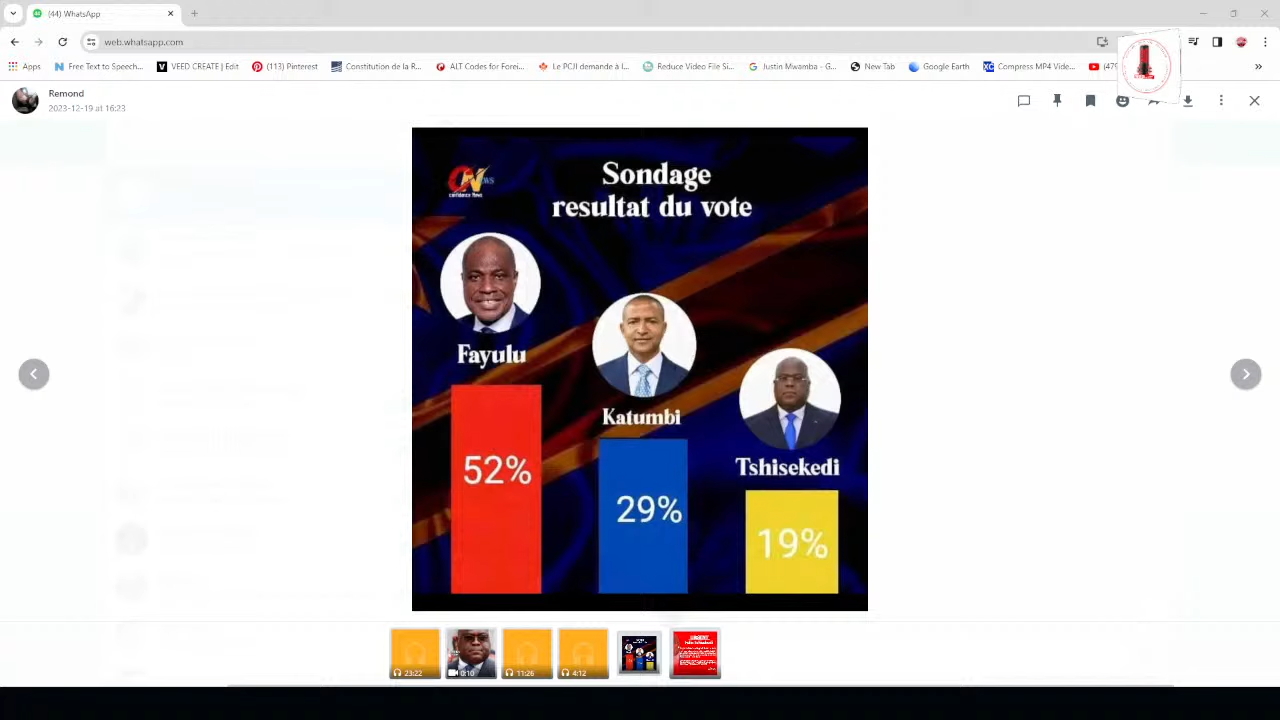 (44) WhatsApp
web.whatsapp.com
Apps
Free Text to Speech...
VEED CREATE | Edit
(113) Pinterest
Constitution de la R...
ALT Codes for Forei...
Le PCJI demande à l...
Reduce Video File Si...
Justin Mwamba - G...
New Tab
Google Earth
Compress MP4 Vide...
Remond
2023-12-19 at 16:23
CN
confidence News
Sondage
resultat du vote
Fayulu
Katumbi
Tshisekedi
52%
29%
19%
23:22
0:10
11:26
4:12